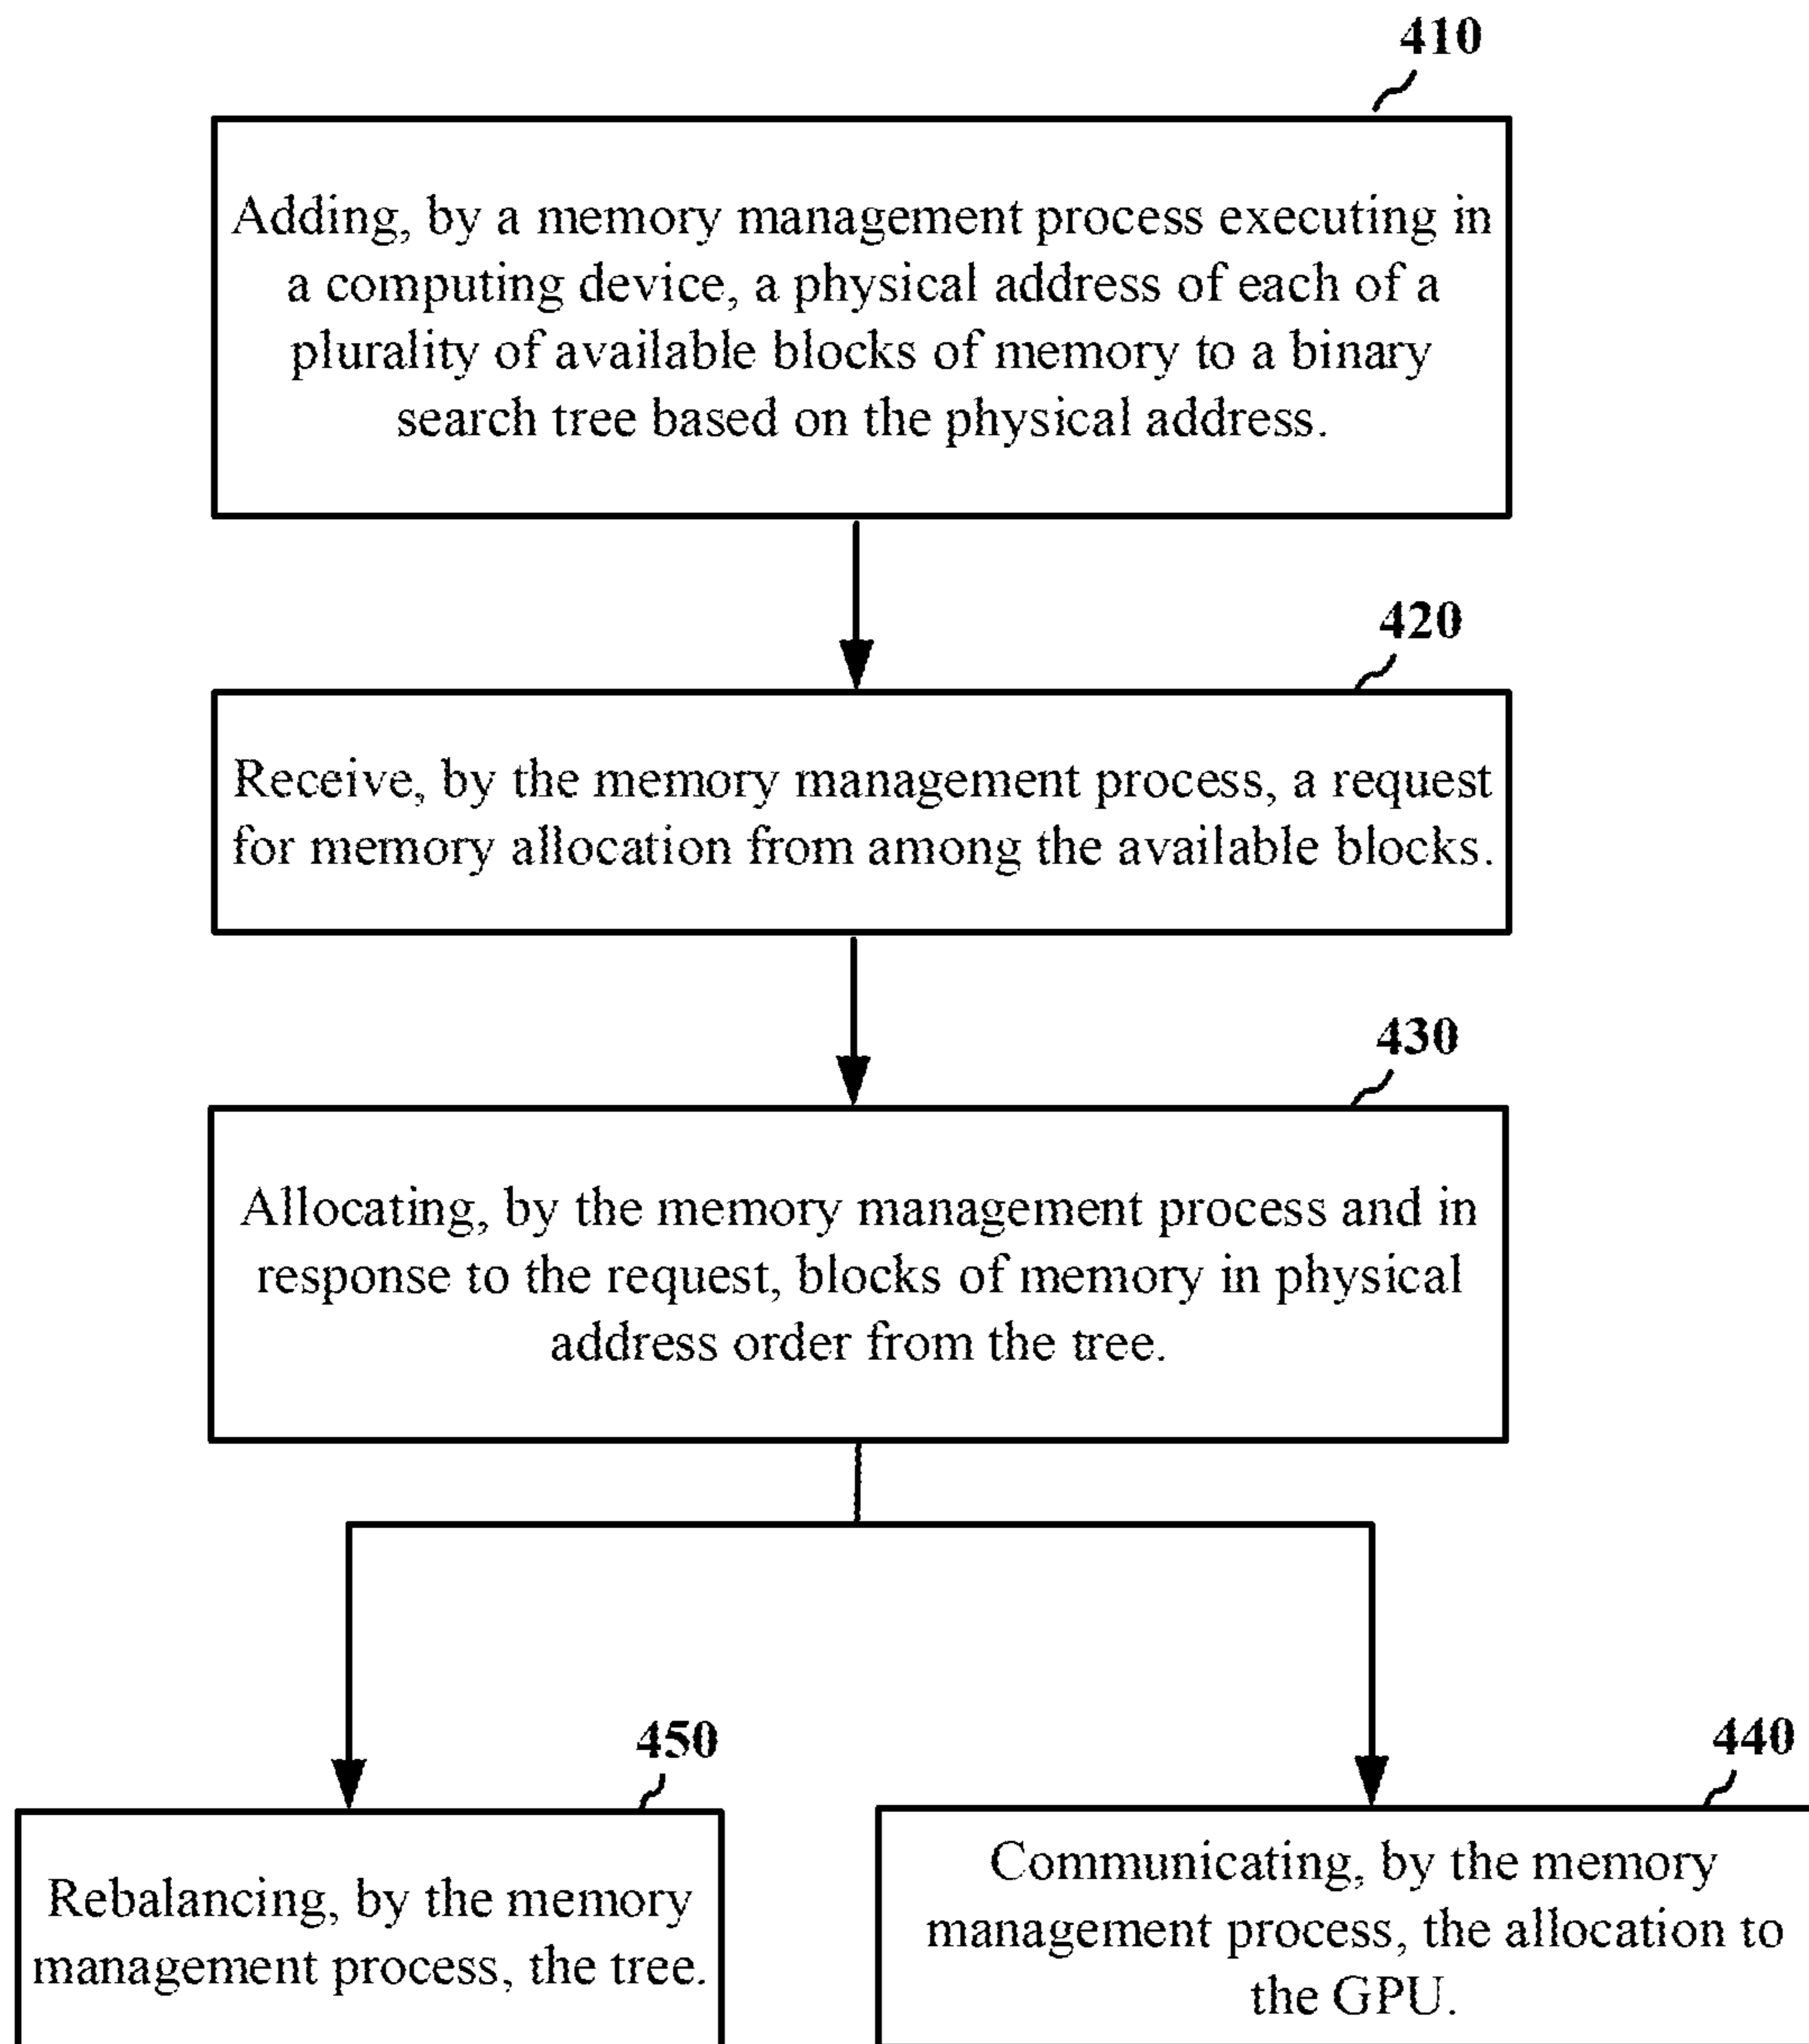 410
Adding, by a memory management process executing in
a computing device, a physical address of each of a
plurality of available blocks of memory to a binary
search tree based on the physical address.
420
Receive, by the memory management process, a request
for memory allocation from among the available blocks.
430
Allocating, by the memory management process and in
response to the request, blocks of memory in physical
address order from the tree.
450
Rebalancing, by the memory
management process, the tree.
440
Communicating, by the memory
management process, the allocation to
the GPU.